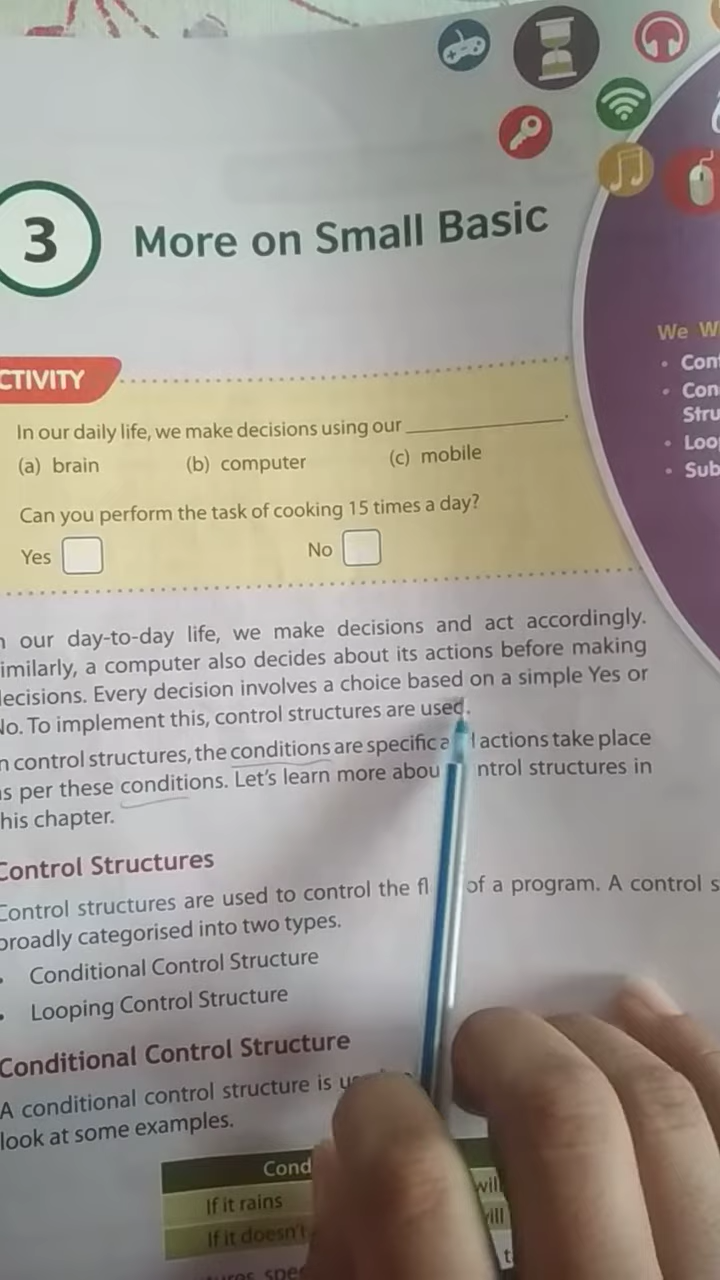 3 More on Small Basic
CTIVITY
In our daily life, we make decisions using our
(a) brain (b) computer (c) mobile
Can you perform the task of cooking 15 times a day?
Yes No
We W
• Con
• Con
Stru
• Loo
• Sub
our day-to-day life, we make decisions and act accordingly.
imilarly, a computer also decides about its actions before making
ecisions. Every decision involves a choice based on a simple Yes or
No. To implement this, control structures are used.
n control structures, the conditions are specific a actions take place
s per these conditions. Let's learn more abou ntrol structures in
his chapter.
Control Structures
Control structures are used to control the fl of a program. A control s
broadly categorised into two types.
• Conditional Control Structure
• Looping Control Structure
Conditional Control Structure
A conditional control structure is
look at some examples.
Cond
If it rains will
If it doesn't ill